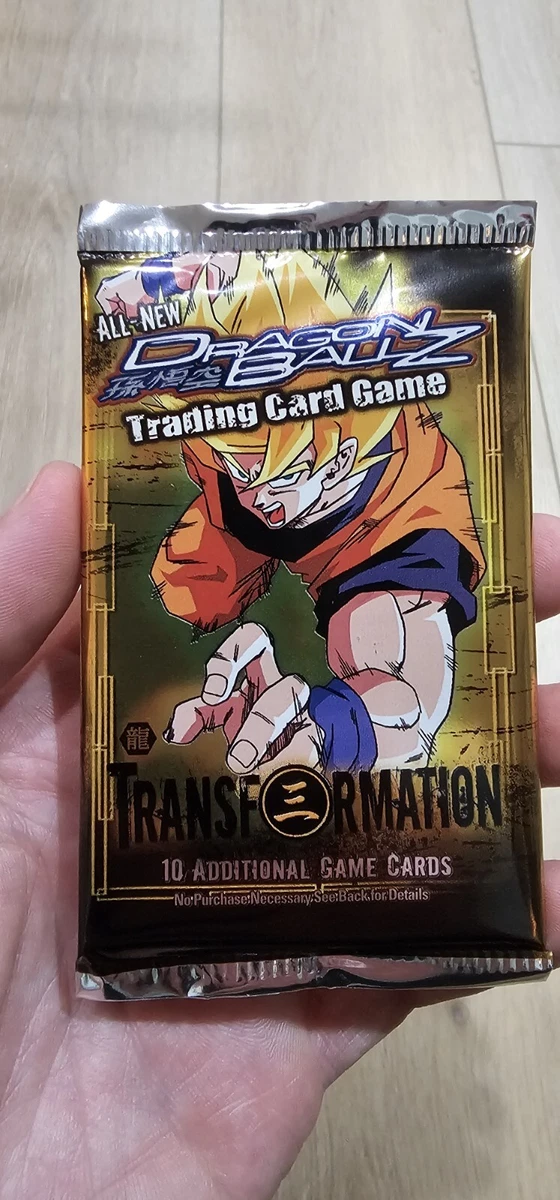 ALL-NEW
DRAGON
孫悟空 BALL Z
Trading Card Game
龍
TRANSF三RMATION
10 ADDITIONAL GAME CARDS
No Purchase Necessary See Back for Details